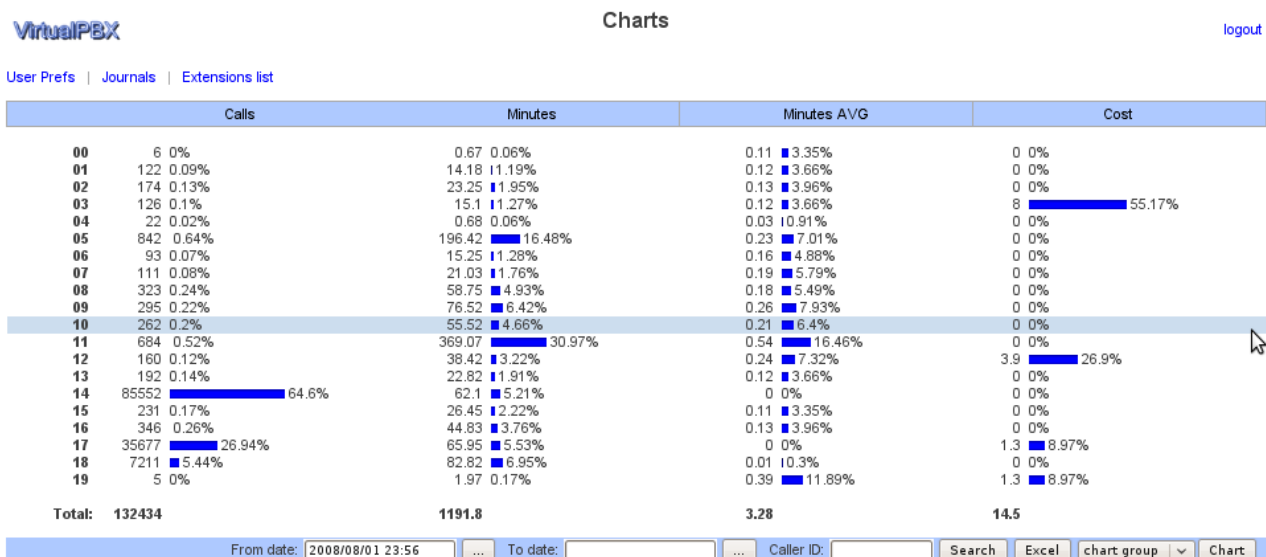 VirtualPBX
Charts
logout
User Prefs | Journals | Extensions list
Calls Minutes Minutes AVG Cost
00 6 0% 0.67 0.06% 0.11 3.35% 0 0%
01 122 0.09% 14.18 1.19% 0.12 3.66% 0 0%
02 174 0.13% 23.25 1.95% 0.13 3.96% 0 0%
03 126 0.1% 15.1 1.27% 0.12 3.66% 8 55.17%
04 22 0.02% 0.68 0.06% 0.03 0.91% 0 0%
05 842 0.64% 196.42 16.48% 0.23 7.01% 0 0%
06 93 0.07% 15.25 1.28% 0.16 4.88% 0 0%
07 111 0.08% 21.03 1.76% 0.19 5.79% 0 0%
08 323 0.24% 58.75 4.93% 0.18 5.49% 0 0%
09 295 0.22% 76.52 6.42% 0.26 7.93% 0 0%
10 262 0.2% 55.52 4.66% 0.21 6.4% 0 0%
11 684 0.52% 369.07 30.97% 0.54 16.46% 0 0%
12 160 0.12% 38.42 3.22% 0.24 7.32% 3.9 26.9%
13 192 0.14% 22.82 1.91% 0.12 3.66% 0 0%
14 85552 64.6% 62.1 5.21% 0 0% 0 0%
15 231 0.17% 26.45 2.22% 0.11 3.35% 0 0%
16 346 0.26% 44.83 3.76% 0.13 3.96% 0 0%
17 35677 26.94% 65.95 5.53% 0 0% 1.3 8.97%
18 7211 5.44% 82.82 6.95% 0.01 0.3% 0 0%
19 5 0% 1.97 0.17% 0.39 11.89% 1.3 8.97%
Total: 132434 1191.8 3.28 14.5
From date: 2008/08/01 23:56 ... To date: ... Caller ID: Search Excel chart group Chart